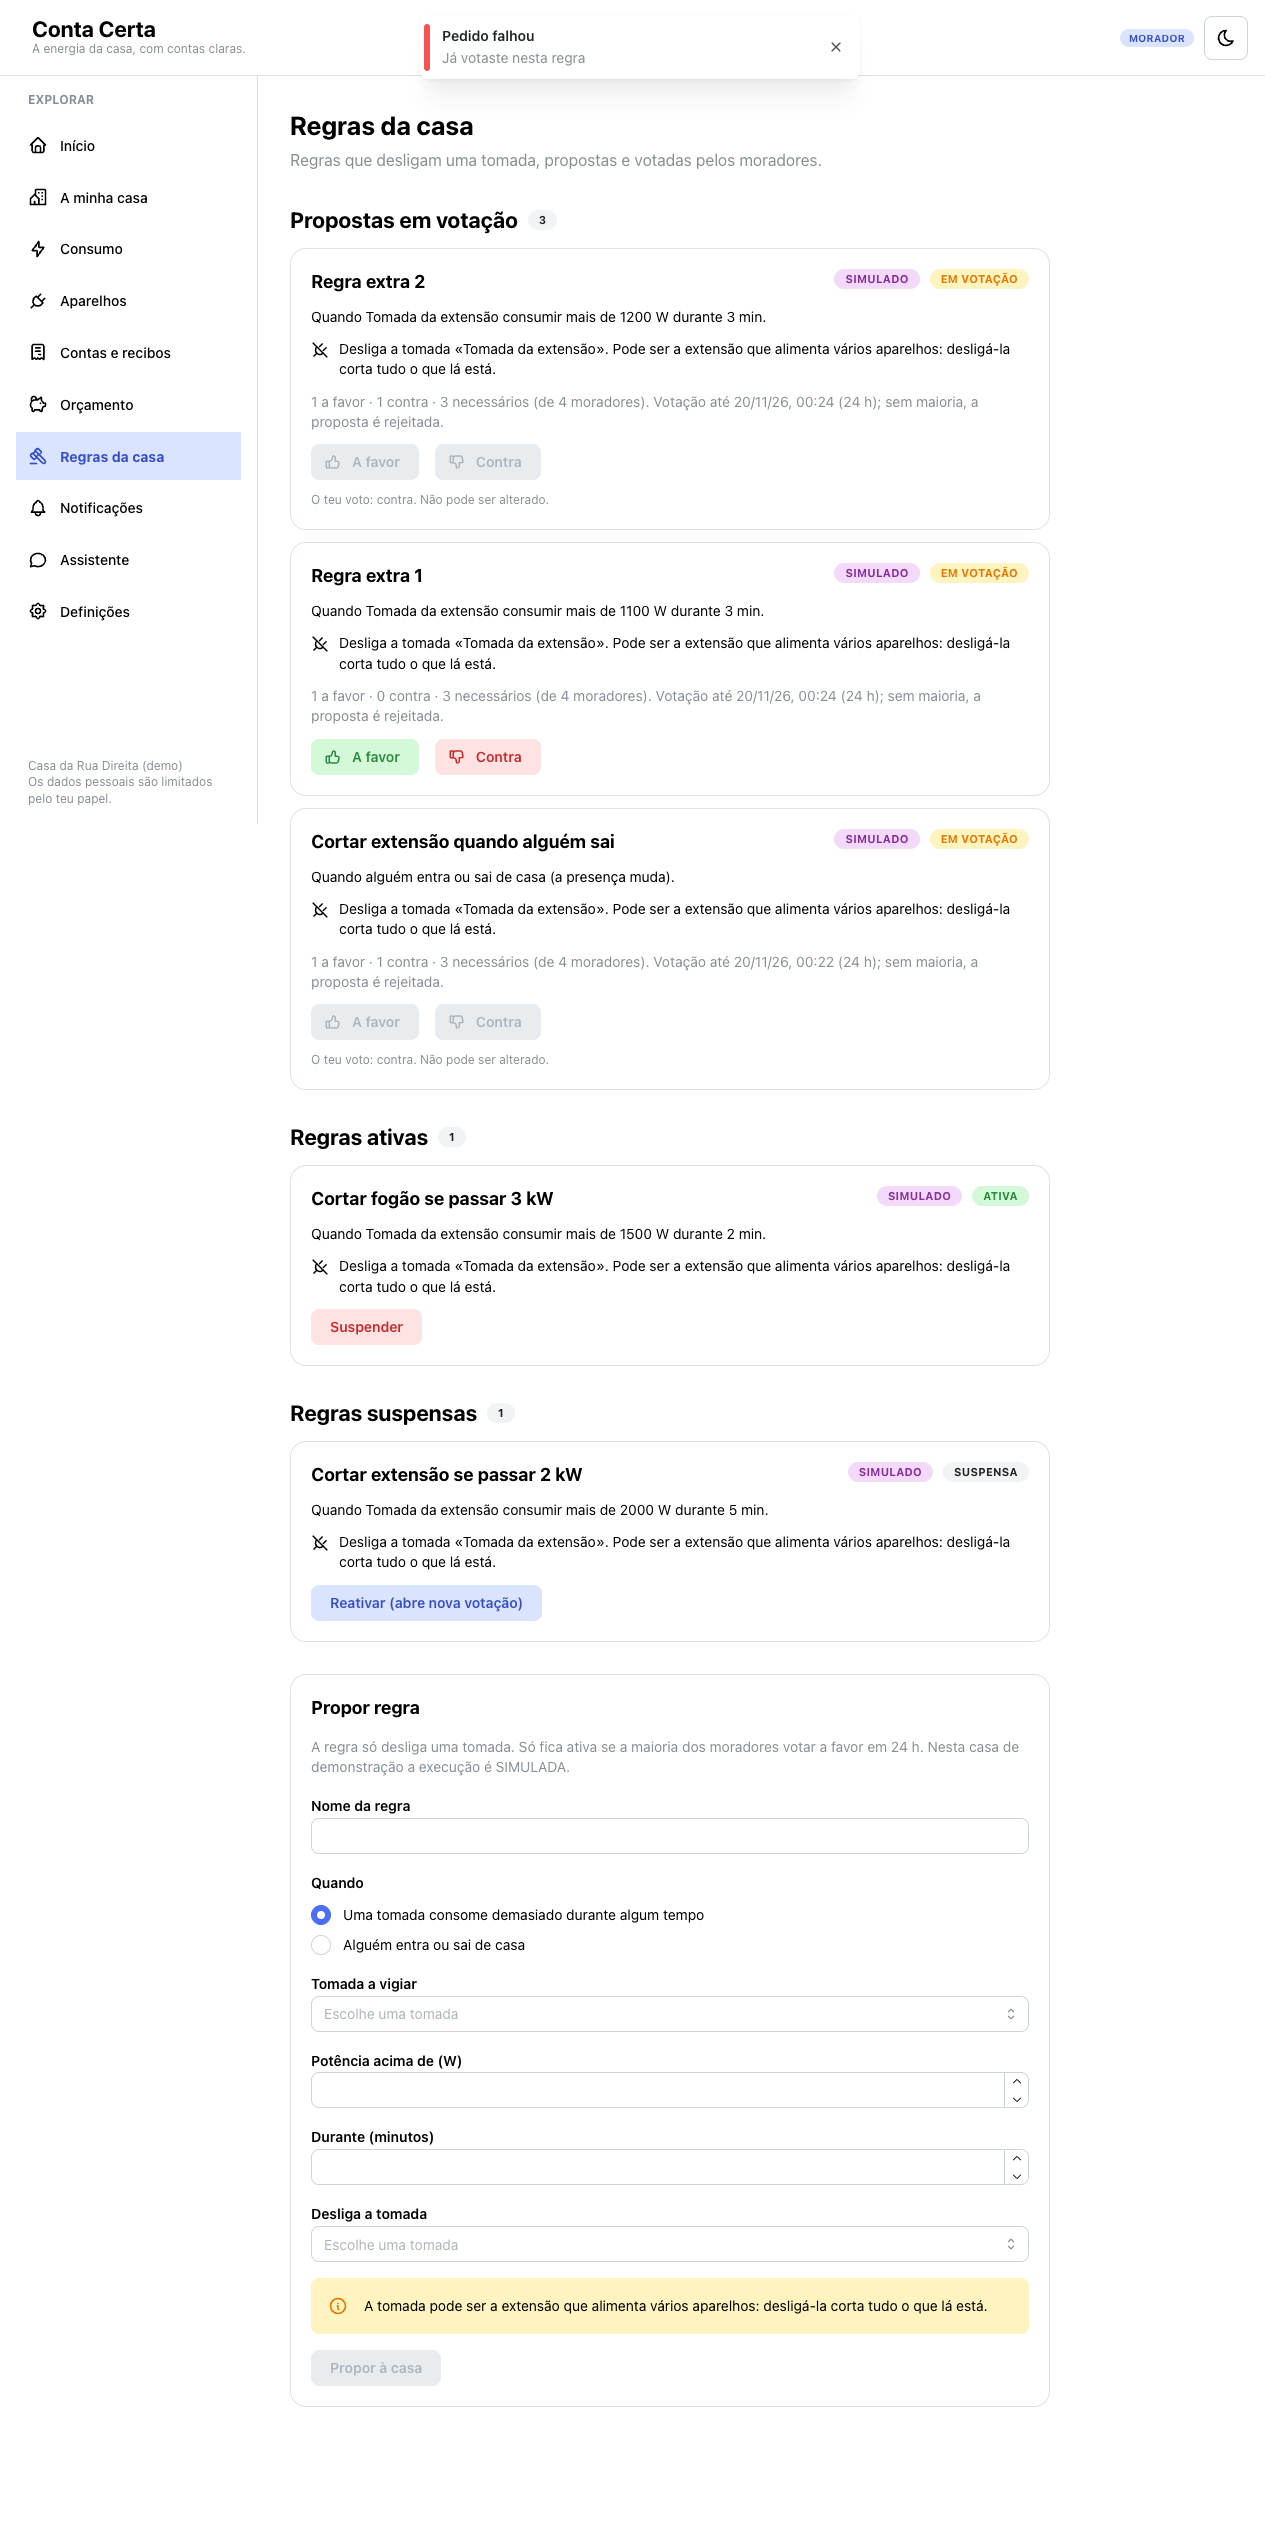 Conta Certa
A energia da casa, com contas claras.
Pedido falhou
Já votaste nesta regra
MORADOR
EXPLORAR
Início
A minha casa
Consumo
Aparelhos
Contas e recibos
Orçamento
Regras da casa
Notificações
Assistente
Definições
Casa da Rua Direita (demo)
Os dados pessoais são limitados
pelo teu papel.
Regras da casa
Regras que desligam uma tomada, propostas e votadas pelos moradores.
Propostas em votação 3
Regra extra 2 SIMULADO EM VOTAÇÃO
Quando Tomada da extensão consumir mais de 1200 W durante 3 min.
Desliga a tomada «Tomada da extensão». Pode ser a extensão que alimenta vários aparelhos: desligá-la
corta tudo o que lá está.
1 a favor · 1 contra · 3 necessários (de 4 moradores). Votação até 20/11/26, 00:24 (24 h); sem maioria, a
proposta é rejeitada.
A favor Contra
O teu voto: contra. Não pode ser alterado.
Regra extra 1 SIMULADO EM VOTAÇÃO
Quando Tomada da extensão consumir mais de 1100 W durante 3 min.
Desliga a tomada «Tomada da extensão». Pode ser a extensão que alimenta vários aparelhos: desligá-la
corta tudo o que lá está.
1 a favor · 0 contra · 3 necessários (de 4 moradores). Votação até 20/11/26, 00:24 (24 h); sem maioria, a
proposta é rejeitada.
A favor Contra
Cortar extensão quando alguém sai SIMULADO EM VOTAÇÃO
Quando alguém entra ou sai de casa (a presença muda).
Desliga a tomada «Tomada da extensão». Pode ser a extensão que alimenta vários aparelhos: desligá-la
corta tudo o que lá está.
1 a favor · 1 contra · 3 necessários (de 4 moradores). Votação até 20/11/26, 00:22 (24 h); sem maioria, a
proposta é rejeitada.
A favor Contra
O teu voto: contra. Não pode ser alterado.
Regras ativas 1
Cortar fogão se passar 3 kW SIMULADO ATIVA
Quando Tomada da extensão consumir mais de 1500 W durante 2 min.
Desliga a tomada «Tomada da extensão». Pode ser a extensão que alimenta vários aparelhos: desligá-la
corta tudo o que lá está.
Suspender
Regras suspensas 1
Cortar extensão se passar 2 kW SIMULADO SUSPENSA
Quando Tomada da extensão consumir mais de 2000 W durante 5 min.
Desliga a tomada «Tomada da extensão». Pode ser a extensão que alimenta vários aparelhos: desligá-la
corta tudo o que lá está.
Reativar (abre nova votação)
Propor regra
A regra só desliga uma tomada. Só fica ativa se a maioria dos moradores votar a favor em 24 h. Nesta casa de
demonstração a execução é SIMULADA.
Nome da regra
Quando
Uma tomada consome demasiado durante algum tempo
Alguém entra ou sai de casa
Tomada a vigiar
Escolhe uma tomada
Potência acima de (W)
Durante (minutos)
Desliga a tomada
Escolhe uma tomada
A tomada pode ser a extensão que alimenta vários aparelhos: desligá-la corta tudo o que lá está.
Propor à casa